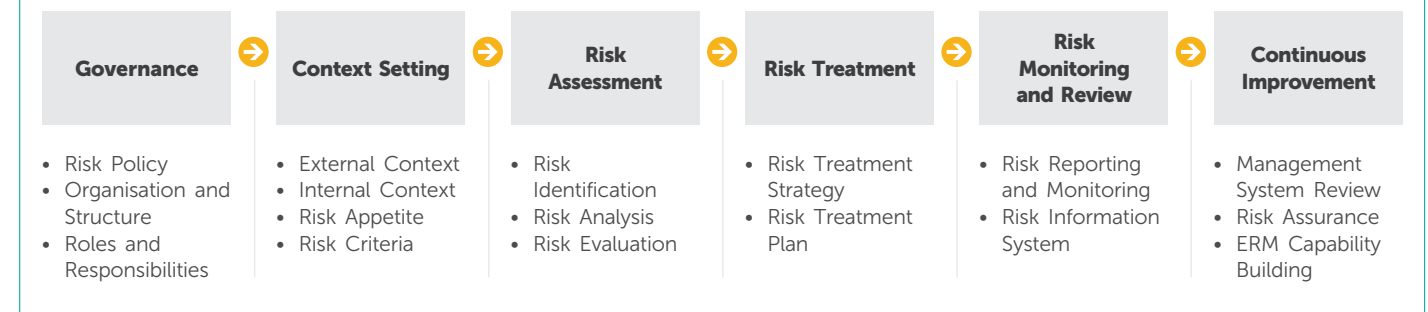 Governance
Context Setting
Risk
Assessment
Risk Treatment
Risk
Monitoring
and Review
Continuous
Improvement
• Risk Policy
• Organisation and
Structure
• Roles and
Responsibilities
• External Context
• Internal Context
• Risk Appetite
• Risk Criteria
• Risk
Identification
• Risk Analysis
• Risk Evaluation
• Risk Treatment
Strategy
• Risk Treatment
Plan
• Risk Reporting
and Monitoring
• Risk Information
System
• Management
System Review
• Risk Assurance
• ERM Capability
Building